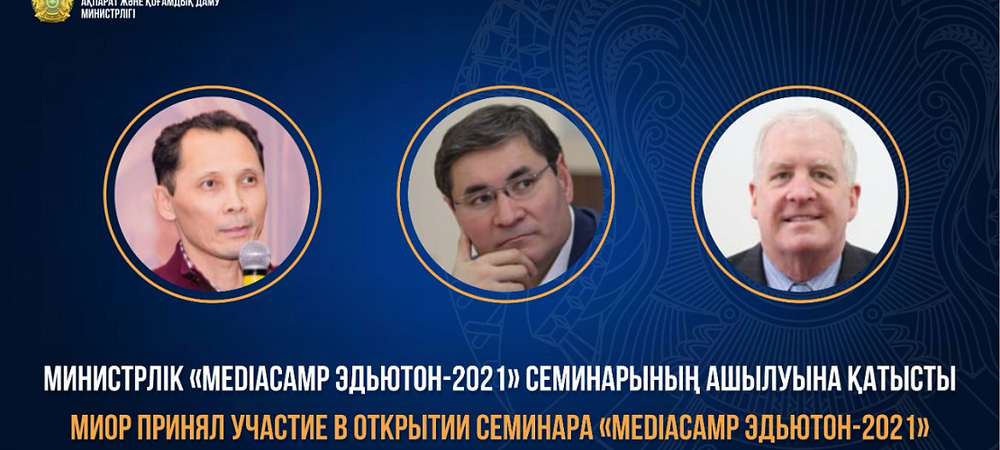 АҚПАРАТ ЖӘНЕ ҚОҒАМДЫҚ ДАМУ
МИНИСТРЛІГІ
МИНИСТРЛІК «MEDIACAMP ЭДЬЮТОН-2021» СЕМИНАРЫНЫҢ АШЫЛУЫНА ҚАТЫСТЫ
МИОР ПРИНЯЛ УЧАСТИЕ В ОТКРЫТИИ СЕМИНАРА «MEDIACAMP ЭДЬЮТОН-2021»